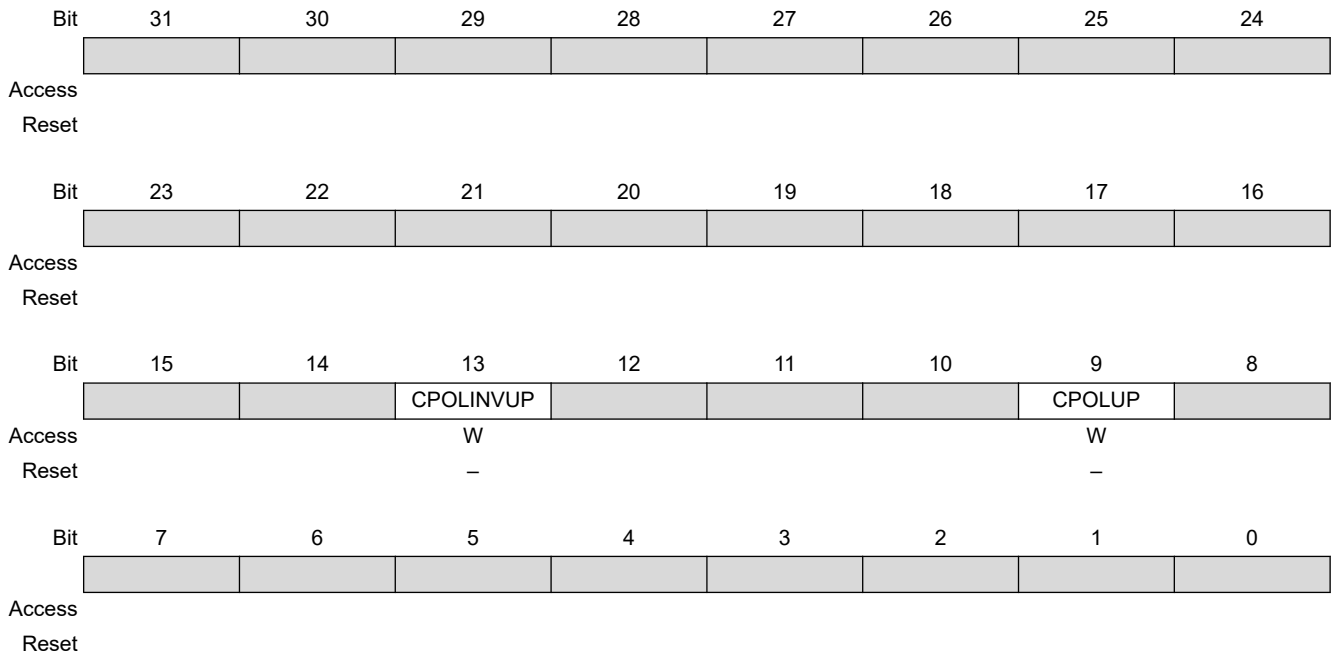 Bit 31 30 29 28 27 26 25 24
Access
Reset
Bit 23 22 21 20 19 18 17 16
Access
Reset
Bit 15 14 13 12 11 10 9 8
CPOLINVUP CPOLUP
Access W W
Reset – –
Bit 7 6 5 4 3 2 1 0
Access
Reset